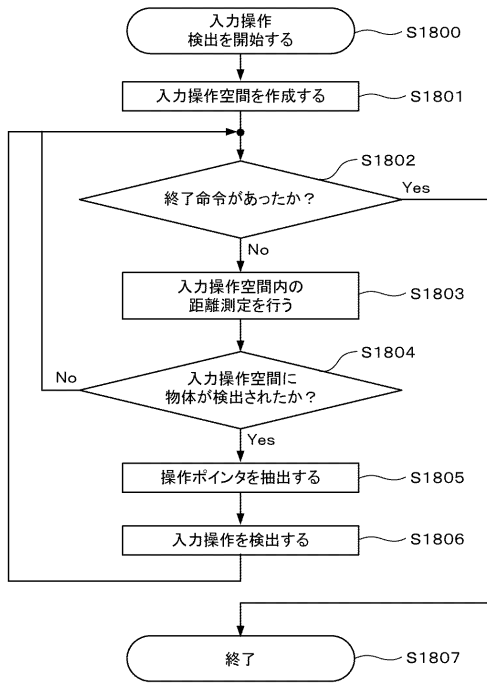 入力操作
検出を開始する
S1800
入力操作空間を作成する
S1801
S1802
終了命令があったか？
Yes
No
入力操作空間内の
距離測定を行う
S1803
S1804
入力操作空間に
物体が検出されたか？
No
Yes
操作ポインタを抽出する
S1805
入力操作を検出する
S1806
終了
S1807